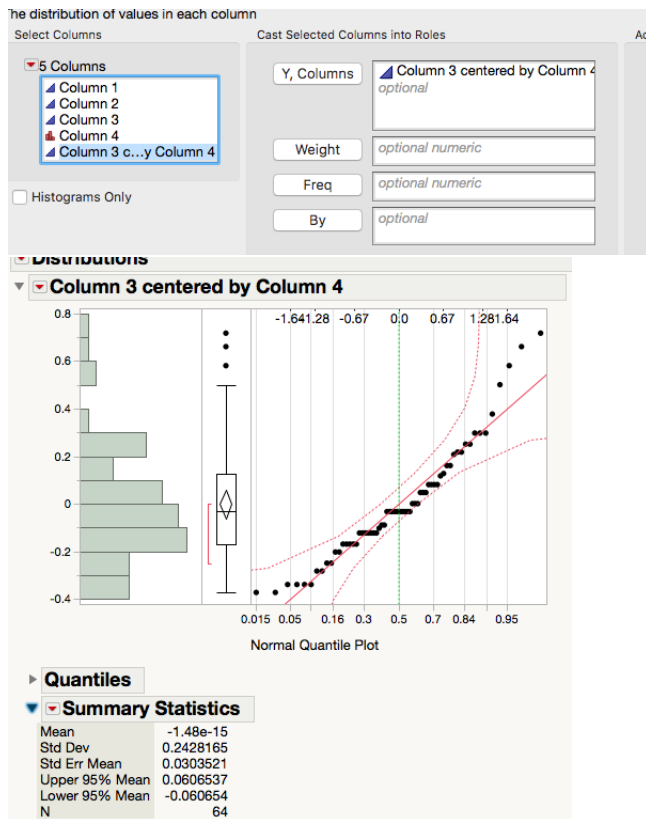 The distribution of values in each column
Select Columns
Cast Selected Columns into Roles
5 Columns
Column 1
Column 2
Column 3
Column 4
Column 3 c...y Column 4
Histograms Only
Y, Columns
Column 3 centered by Column 4
optional
Weight
optional numeric
Freq
optional numeric
By
optional
Distributions
Column 3 centered by Column 4
-1.641.28 -0.67 0.0 0.67 1.281.64
0.8
0.6
0.4
0.2
0
-0.2
-0.4
0.015 0.05 0.16 0.3 0.5 0.7 0.84 0.95
Normal Quantile Plot
Quantiles
Summary Statistics
Mean -1.48e-15
Std Dev 0.2428165
Std Err Mean 0.0303521
Upper 95% Mean 0.0606537
Lower 95% Mean -0.060654
N 64